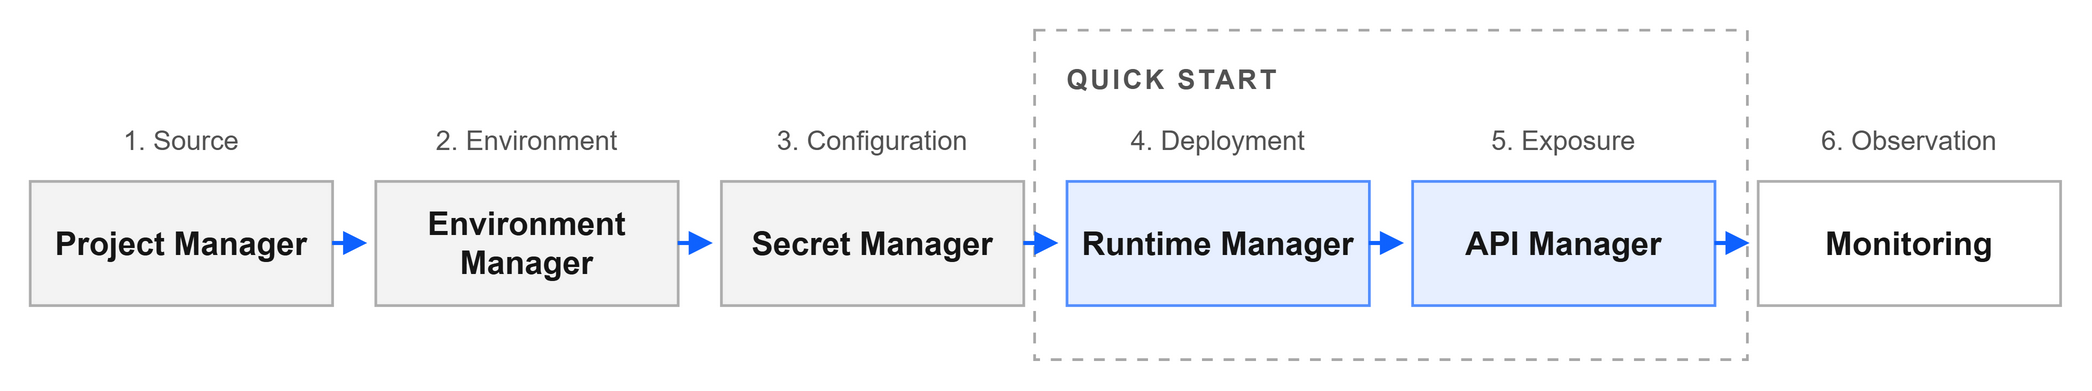 QUICK START
1. Source
2. Environment
3. Configuration
4. Deployment
5. Exposure
6. Observation
Project Manager
Environment
Manager
Secret Manager
Runtime Manager
API Manager
Monitoring